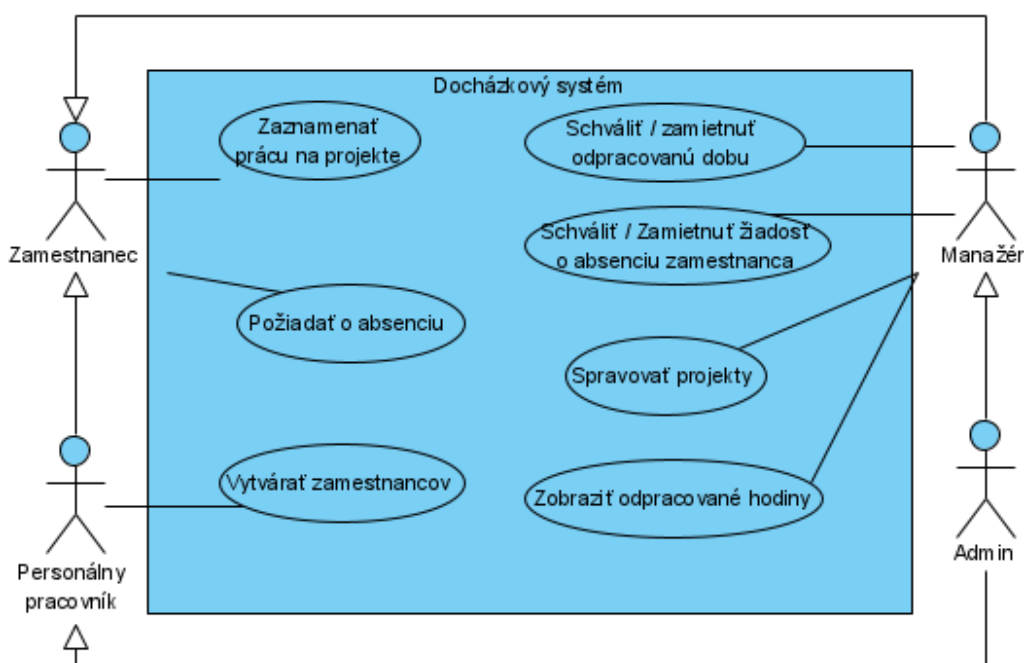 Docházkový systém
Zaznamenať
prácu na projekte
Schváliť / zamietnuť
odpracovanú dobu
Zamestnanec
Schváliť / Zamietnuť žiadosť
o absenciu zamestnanca
Manažér
Požiadať o absenciu
Spravovať projekty
Vytvárať zamestnancov
Zobraziť odpracované hodiny
Personálny
pracovník
Admin